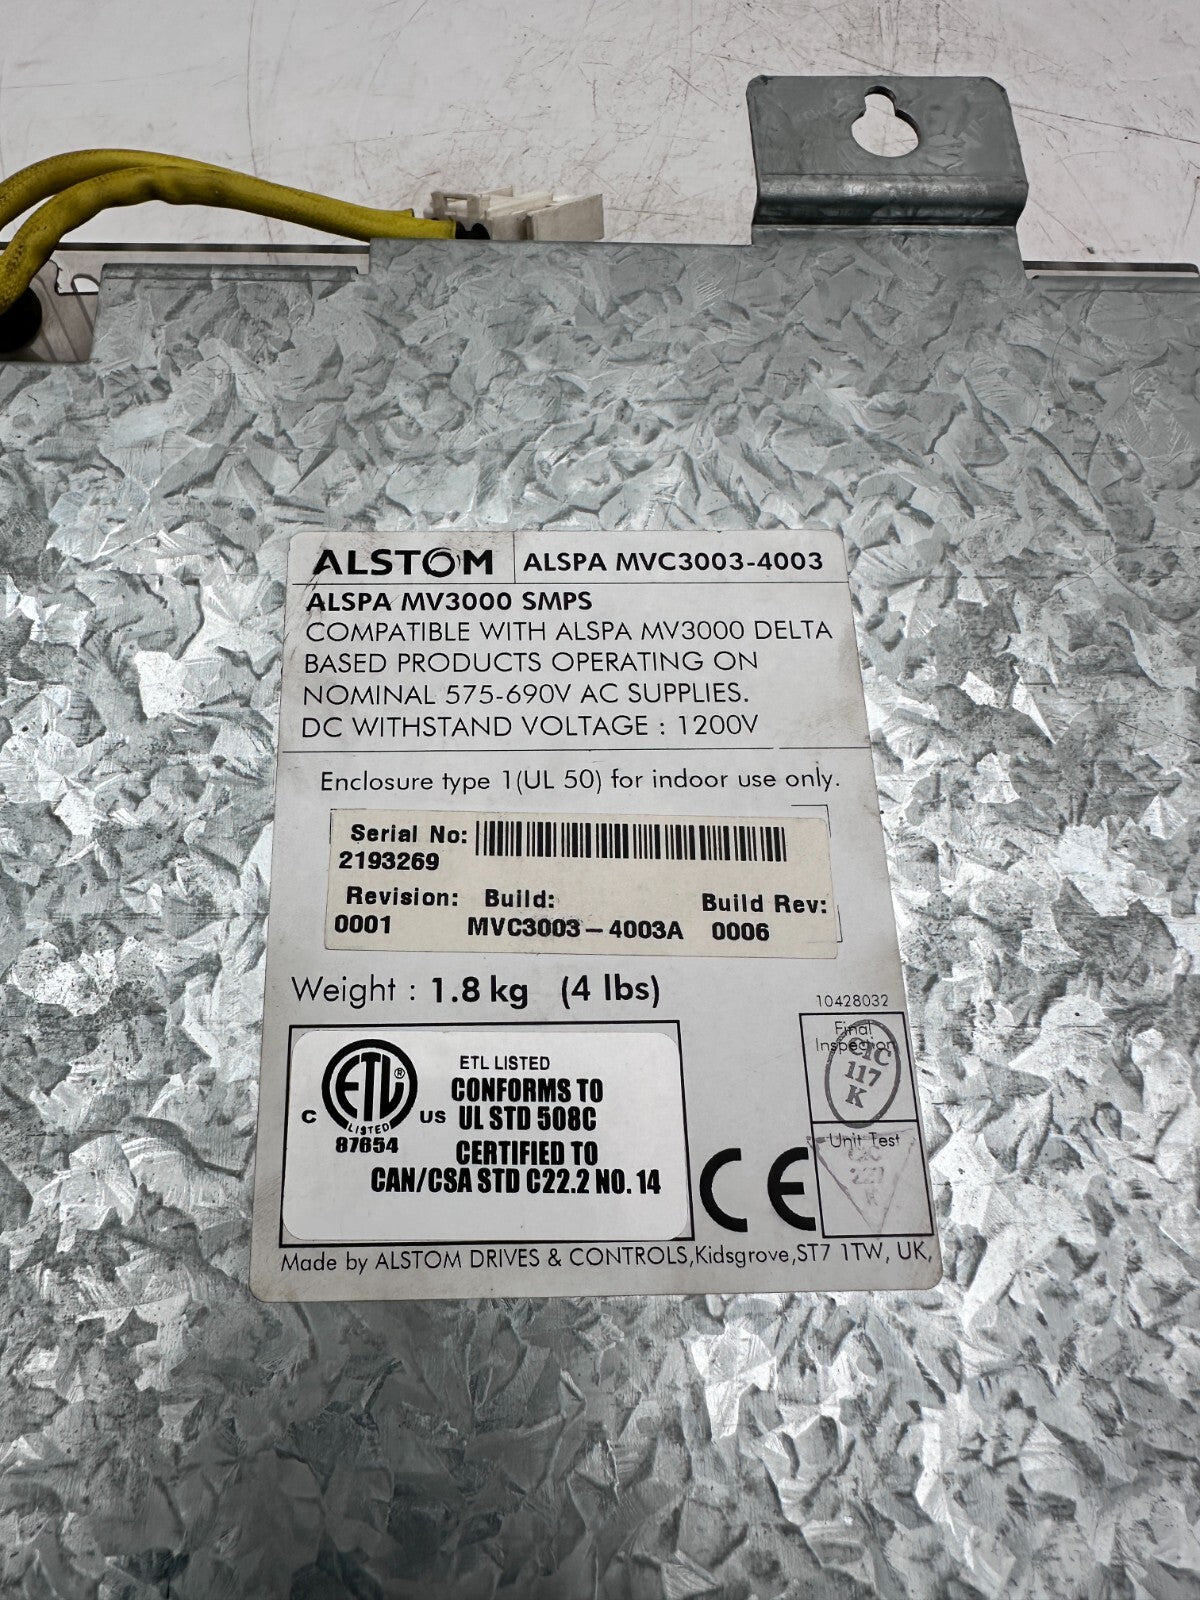 ALSTOM ALSPA MVC3003-4003
ALSPA MV3000 SMPS
COMPATIBLE WITH ALSPA MV3000 DELTA
BASED PRODUCTS OPERATING ON
NOMINAL 575-690V AC SUPPLIES.
DC WITHSTAND VOLTAGE : 1200V
Enclosure type 1(UL 50) for indoor use only.
Serial No:
2193269
Revision: Build: Build Rev:
0001 MVC3003-4003A 0006
Weight : 1.8 kg (4 lbs)
10428032
Final
Inspection
CIC
117
K
Unit Test
ETL LISTED
CONFORMS TO
UL STD 508C
CERTIFIED TO
CAN/CSA STD C22.2 NO. 14
C ETL ® US
LISTED
87654
CE
Made by ALSTOM DRIVES & CONTROLS,Kidsgrove,ST7 1TW, UK,